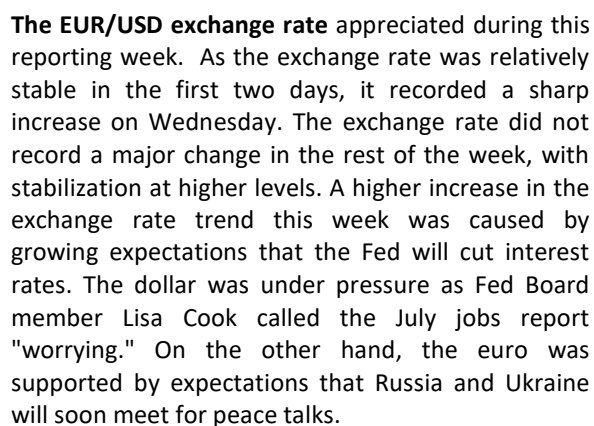 The EUR/USD exchange rate appreciated during this
reporting week.  As the exchange rate was relatively
stable in the first two days, it recorded a sharp
increase on Wednesday. The exchange rate did not
record a major change in the rest of the week, with
stabilization at higher levels. A higher increase in the
exchange rate trend this week was caused by
growing expectations that the Fed will cut interest
rates. The dollar was under pressure as Fed Board
member Lisa Cook called the July jobs report
"worrying." On the other hand, the euro was
supported by expectations that Russia and Ukraine
will soon meet for peace talks.